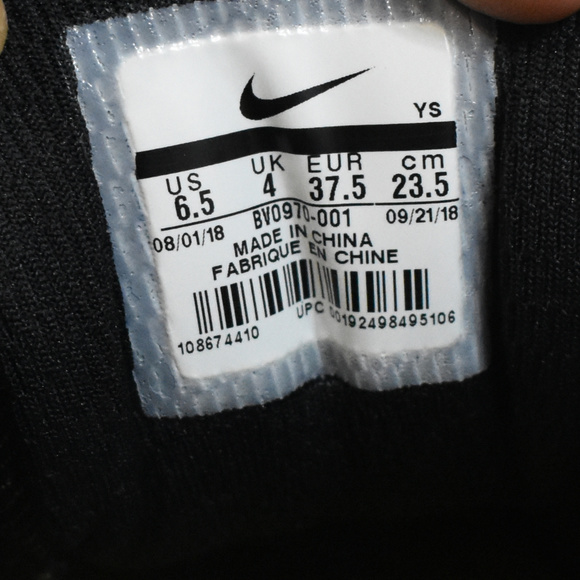 YS
US UK EUR cm
6.5 4 37.5 23.5
08/01/18 BV0970-001 09/21/18
MADE IN CHINA
FABRIQUE EN CHINE
108674410 UPC 00192498495106